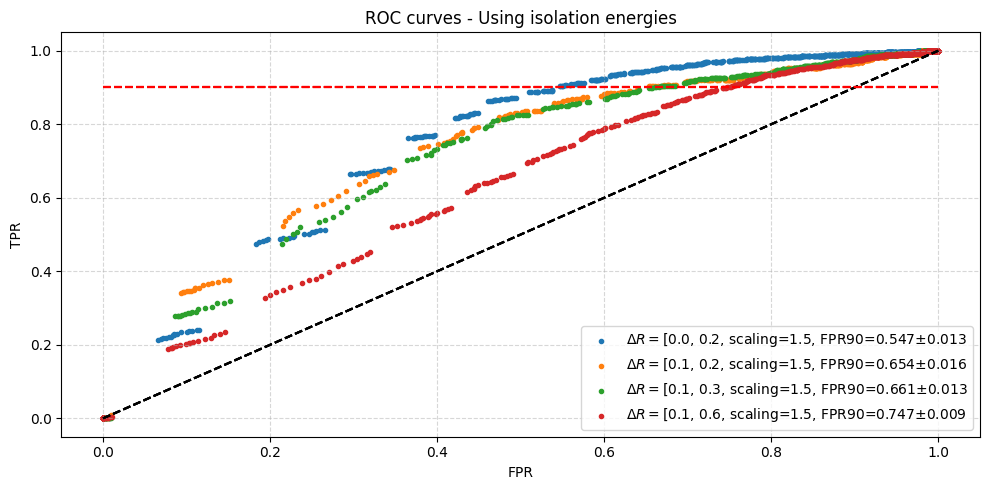 ROC curves - Using isolation energies
TPR
1.0
0.8
0.6
0.4
0.2
0.0
0.0 0.2 0.4 0.6 0.8 1.0
FPR
ΔR = [0.0, 0.2, scaling=1.5, FPR90=0.547±0.013
ΔR = [0.1, 0.2, scaling=1.5, FPR90=0.654±0.016
ΔR = [0.1, 0.3, scaling=1.5, FPR90=0.661±0.013
ΔR = [0.1, 0.6, scaling=1.5, FPR90=0.747±0.009